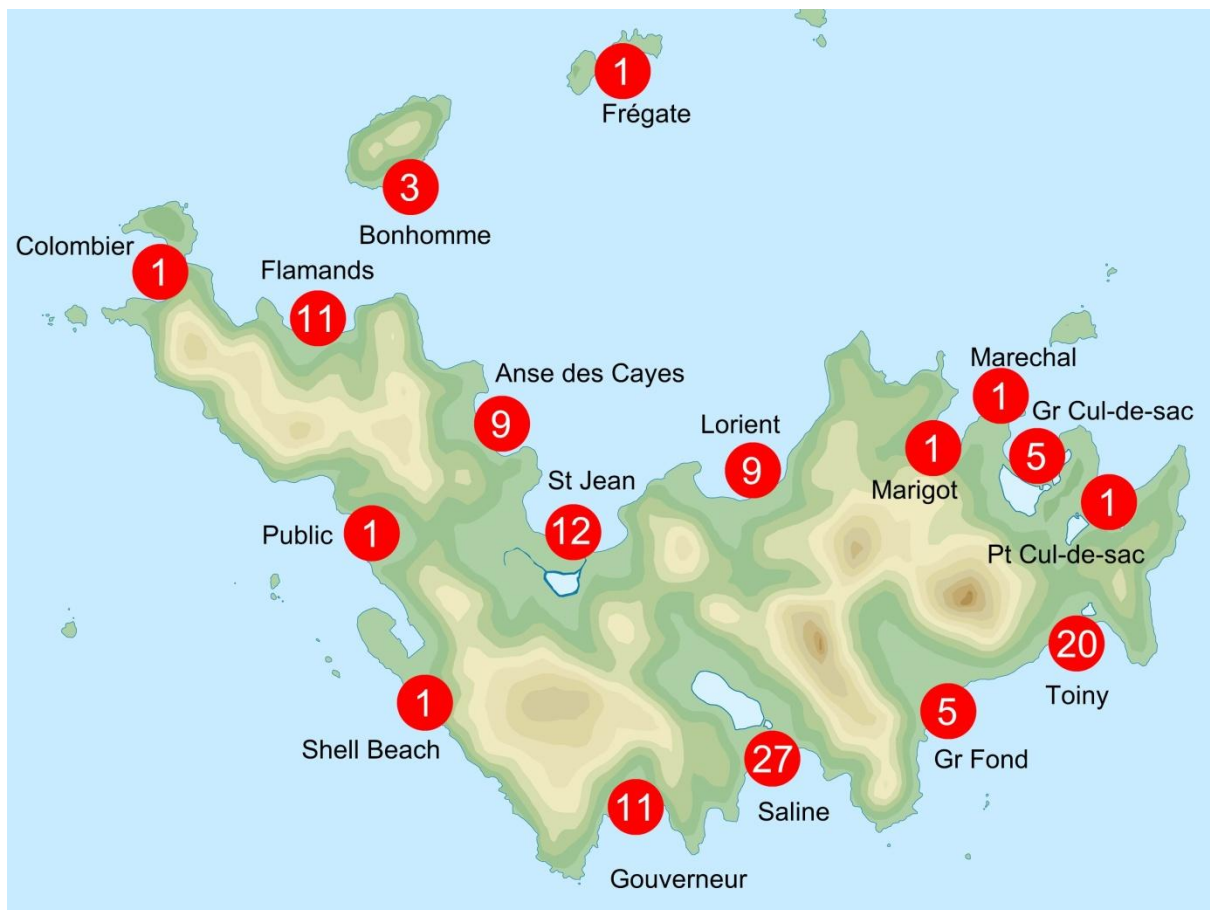 1
Frégate
3
Bonhomme
Colombier
1
Flamands
11
Anse des Cayes
9
Lorient
9
Marechal
1
Gr Cul-de-sac
5
1
Marigot
1
Pt Cul-de-sac
St Jean
12
Public
1
20
Toiny
1
Shell Beach
5
Gr Fond
27
Saline
11
Gouverneur